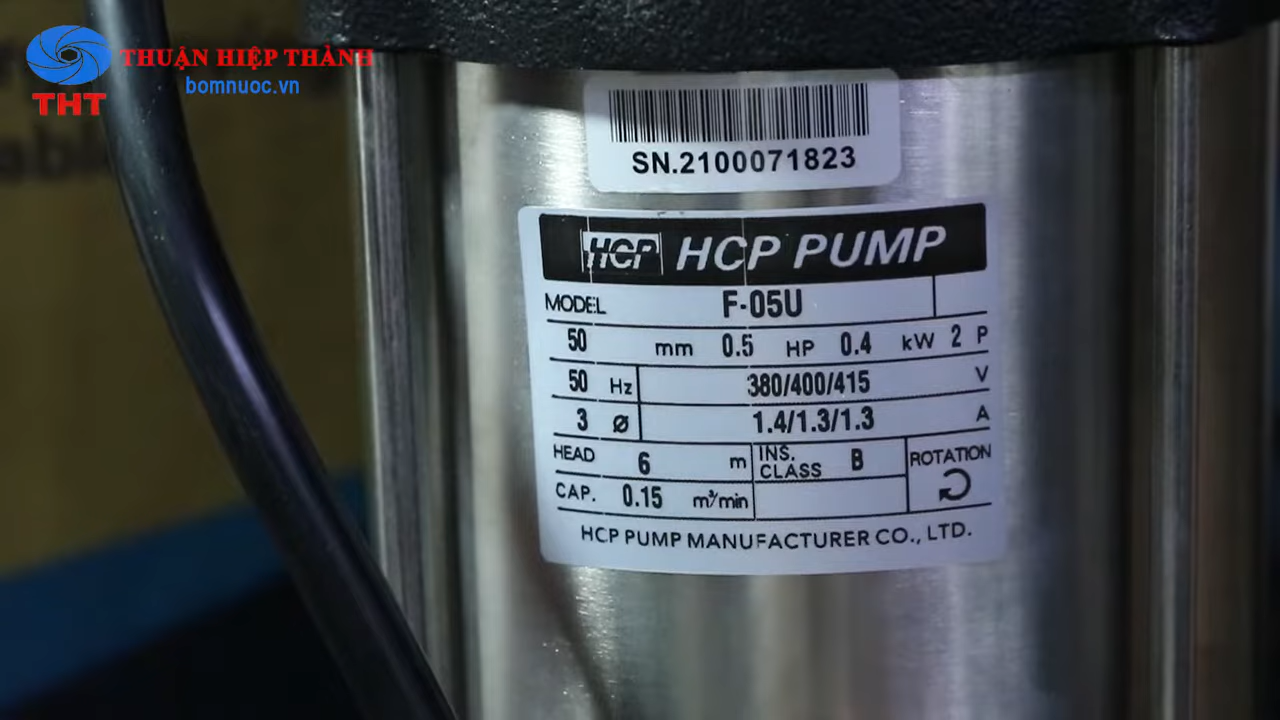 THUẬN HIỆP THÀNH
THT
bomnuoc.vn
SN.2100071823
HCP HCP PUMP
MODEL F-05U
50 mm 0.5 HP 0.4 kW 2 P
50 Hz 380/400/415 V
3 ø 1.4/1.3/1.3 A
HEAD 6 m INS. CLASS B ROTATION
CAP. 0.15 m³/min
HCP PUMP MANUFACTURER CO., LTD.